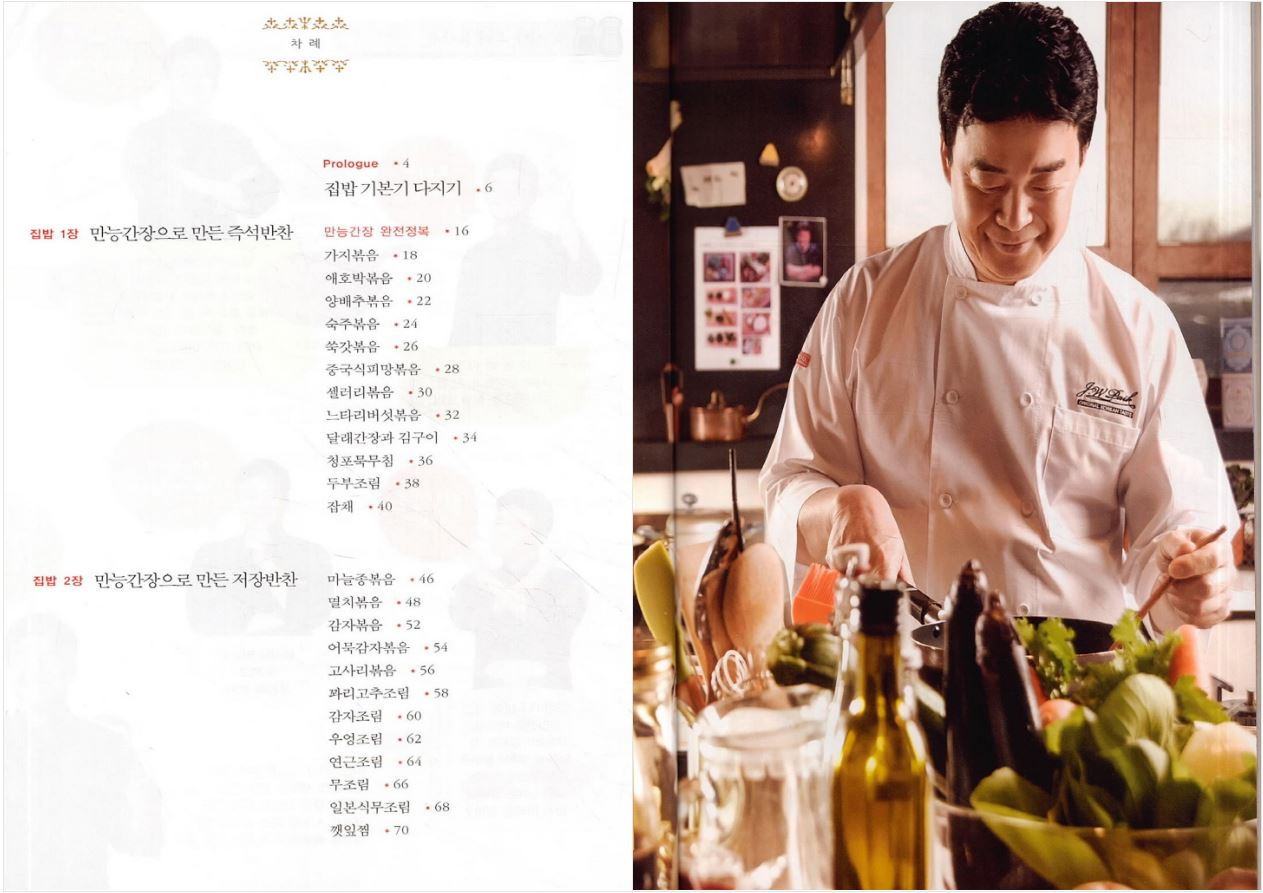 차 례
Prologue • 4
집밥 기본기 다지기 • 6
집밥 1장 만능간장으로 만든 즉석반찬
만능간장 완전정복 • 16
가지볶음 • 18
애호박볶음 • 20
양배추볶음 • 22
숙주볶음 • 24
쑥갓볶음 • 26
중국식피망볶음 • 28
셀러리볶음 • 30
느타리버섯볶음 • 32
달래간장과 김구이 • 34
청포묵무침 • 36
두부조림 • 38
잡채 • 40
집밥 2장 만능간장으로 만든 저장반찬
마늘종볶음 • 46
멸치볶음 • 48
감자볶음 • 52
어묵감자볶음 • 54
고사리볶음 • 56
꽈리고추조림 • 58
감자조림 • 60
우엉조림 • 62
연근조림 • 64
무조림 • 66
일본식무조림 • 68
깻잎찜 • 70
J.W.Paik
ORIGINAL KOREAN TASTE